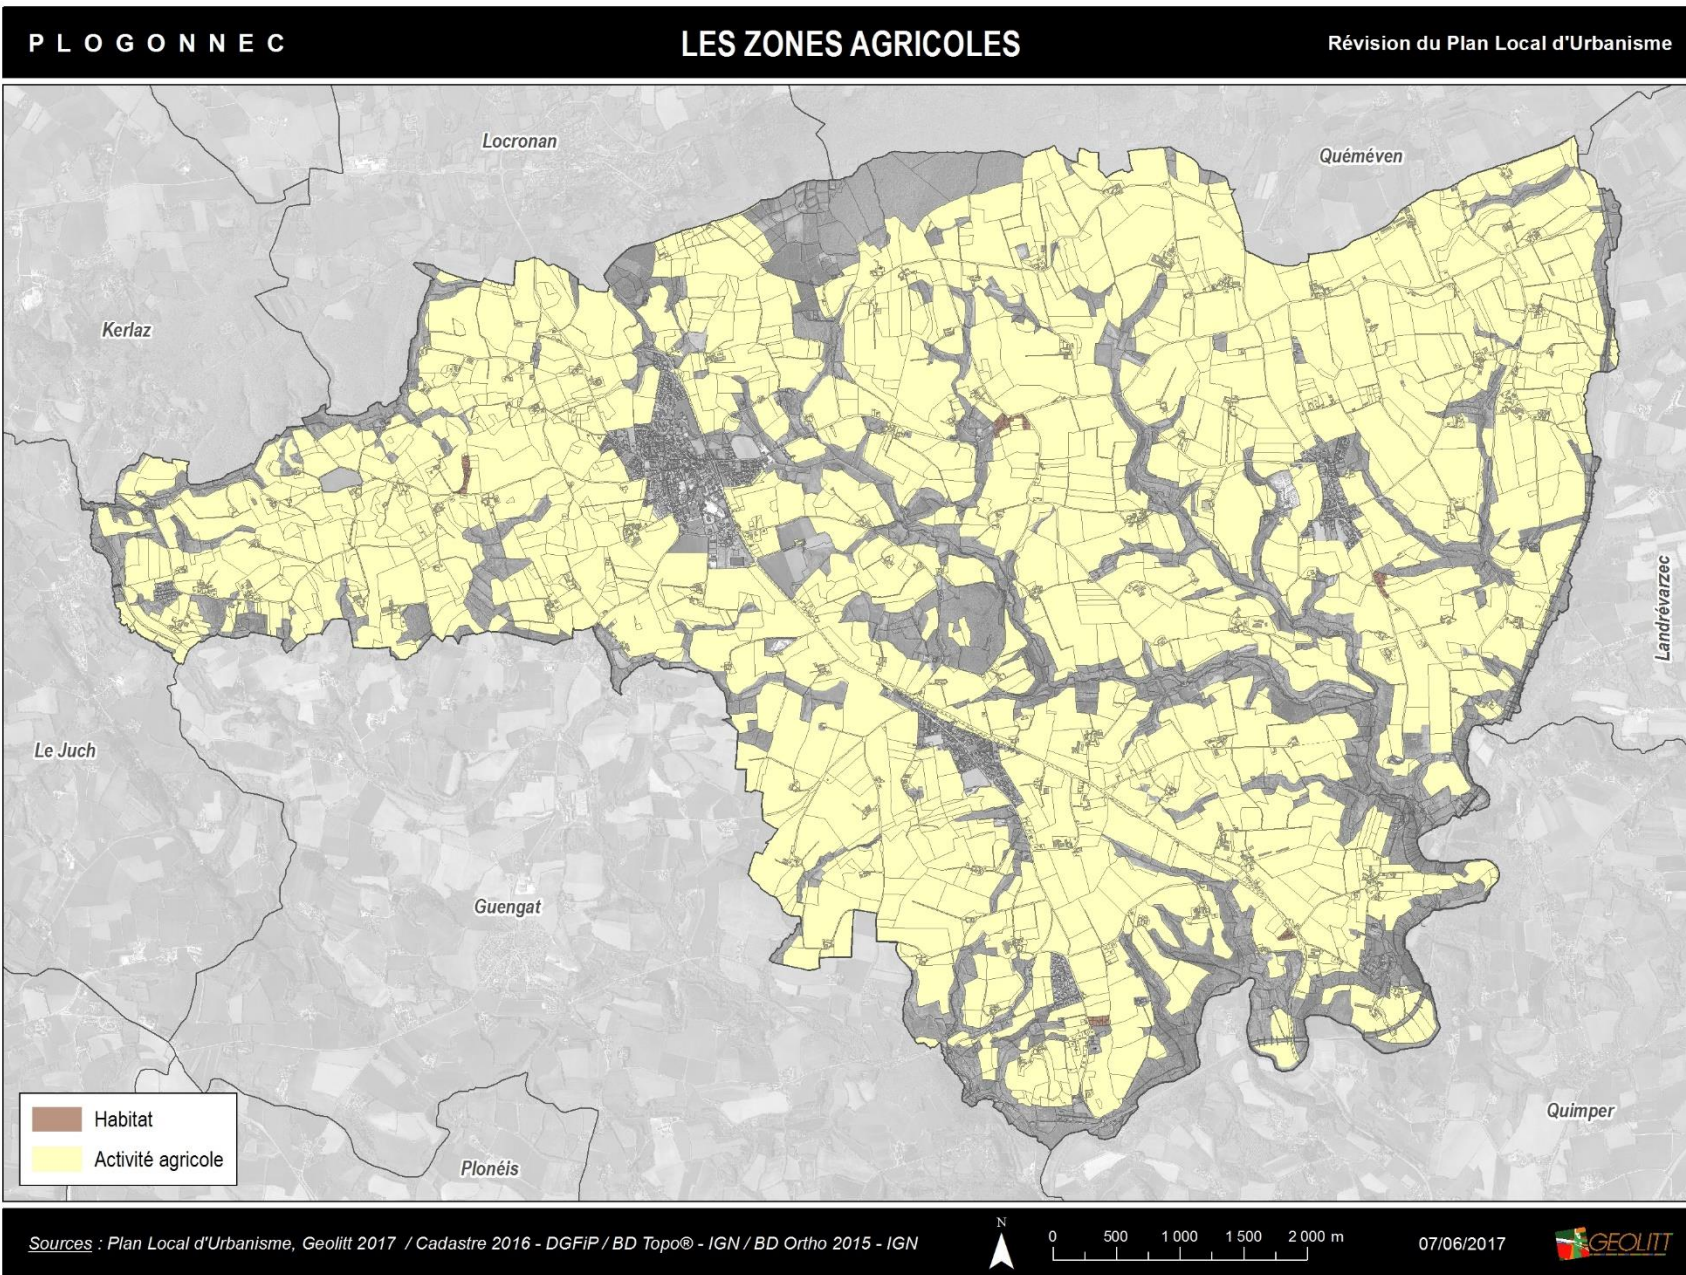 PLOGONNEC
LES ZONES AGRICOLES
Révision du Plan Local d'Urbanisme
Locronan
Quéméven
Kerlaz
Landrévarzec
Le Juch
Guengat
Quimper
Plonéis
Habitat
Activité agricole
Sources : Plan Local d'Urbanisme, Geolitt 2017 / Cadastre 2016 - DGFiP / BD Topo® - IGN / BD Ortho 2015 - IGN
N
0 500 1 000 1 500 2 000 m
07/06/2017
GEOLITT